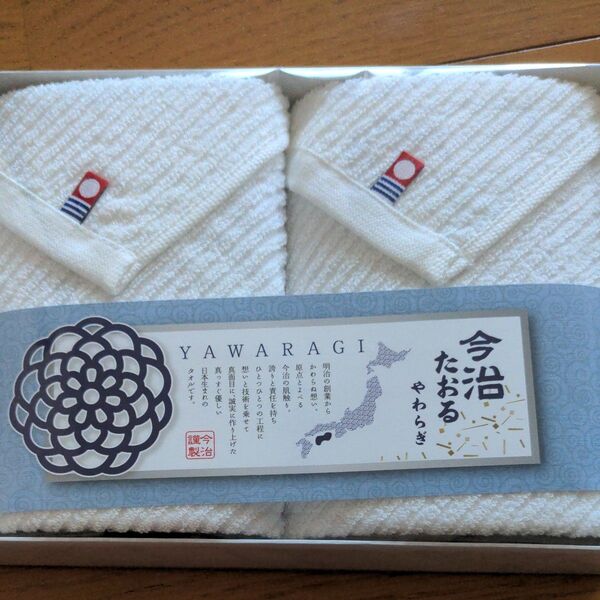 YAWARAGI
今治
たおる
やわらぎ
明治の創業から
かわらぬ想い、
原点とよべる
今治の肌触り。
誇りと責任を持ち
ひとつひとつの工程に
想いと技術を乗せて
真面目に、誠実に作り上げた
真っすぐ優しい
日本生まれの
タオルです。
今治
謹製